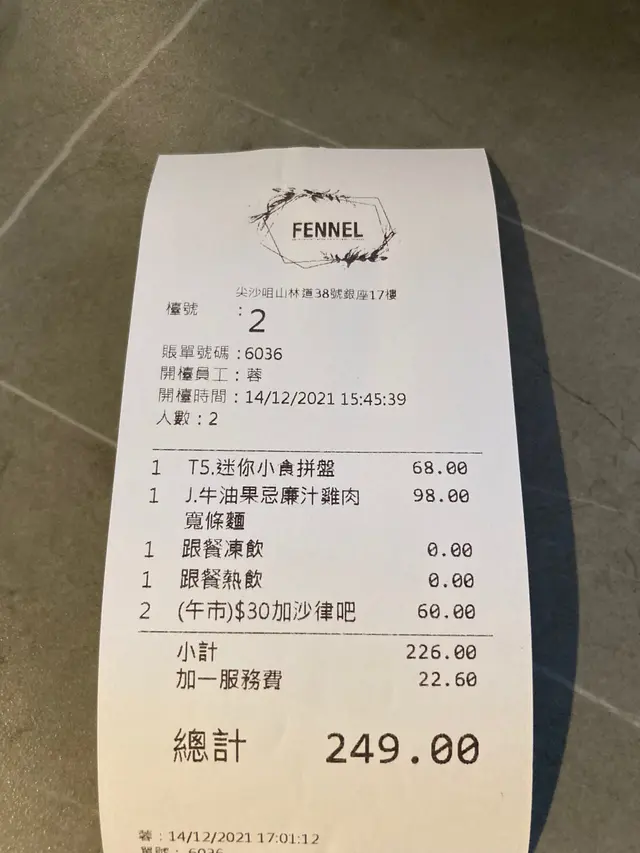 FENNEL
尖沙咀山林道38號銀座17樓
檯號 : 2
賬單號碼 : 6036
開檯員工 : 蓉
開檯時間 : 14/12/2021 15:45:39
人數 : 2
1 T5.迷你小食拼盤 68.00
1 J.牛油果忌廉汁雞肉 98.00
寬條麵
1 跟餐凍飲 0.00
1 跟餐熱飲 0.00
2 (午市)$30加沙律吧 60.00
小計 226.00
加一服務費 22.60
總計 249.00
蓉 : 14/12/2021 17:01:12
單號 : 6036